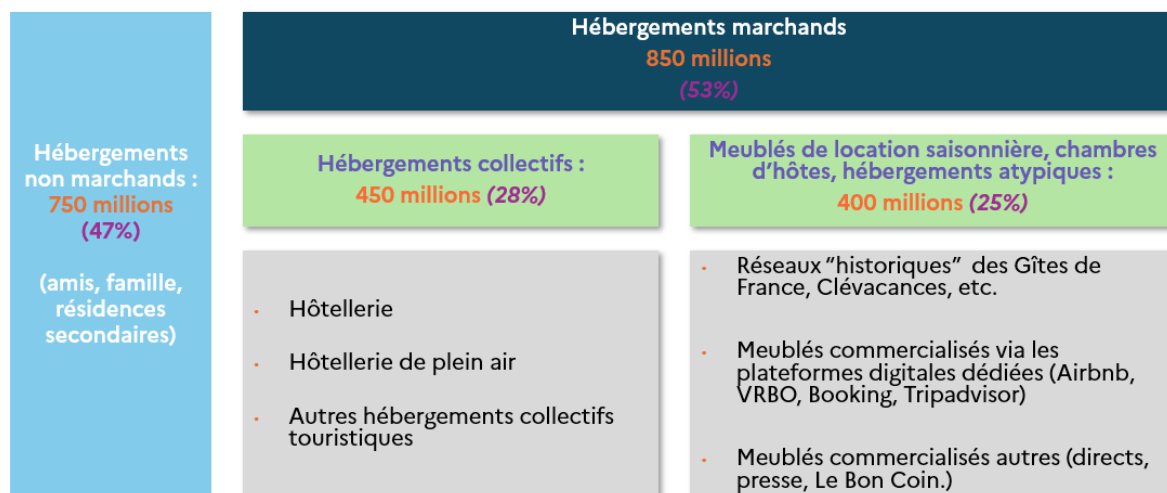 Hébergements
non marchands :
750 millions
(47%)
(amis, famille,
résidences
secondaires)
Hébergements marchands
850 millions
(53%)
Hébergements collectifs :
450 millions (28%)
Meublés de location saisonnière, chambres
d’hôtes, hébergements atypiques :
400 millions (25%)
· Hôtellerie
· Hôtellerie de plein air
· Autres hébergements collectifs
touristiques
· Réseaux “historiques” des Gîtes de
France, Clévacances, etc.
· Meublés commercialisés via les
plateformes digitales dédiées (Airbnb,
VRBO, Booking, Tripadvisor)
· Meublés commercialisés autres (directs,
presse, Le Bon Coin.)